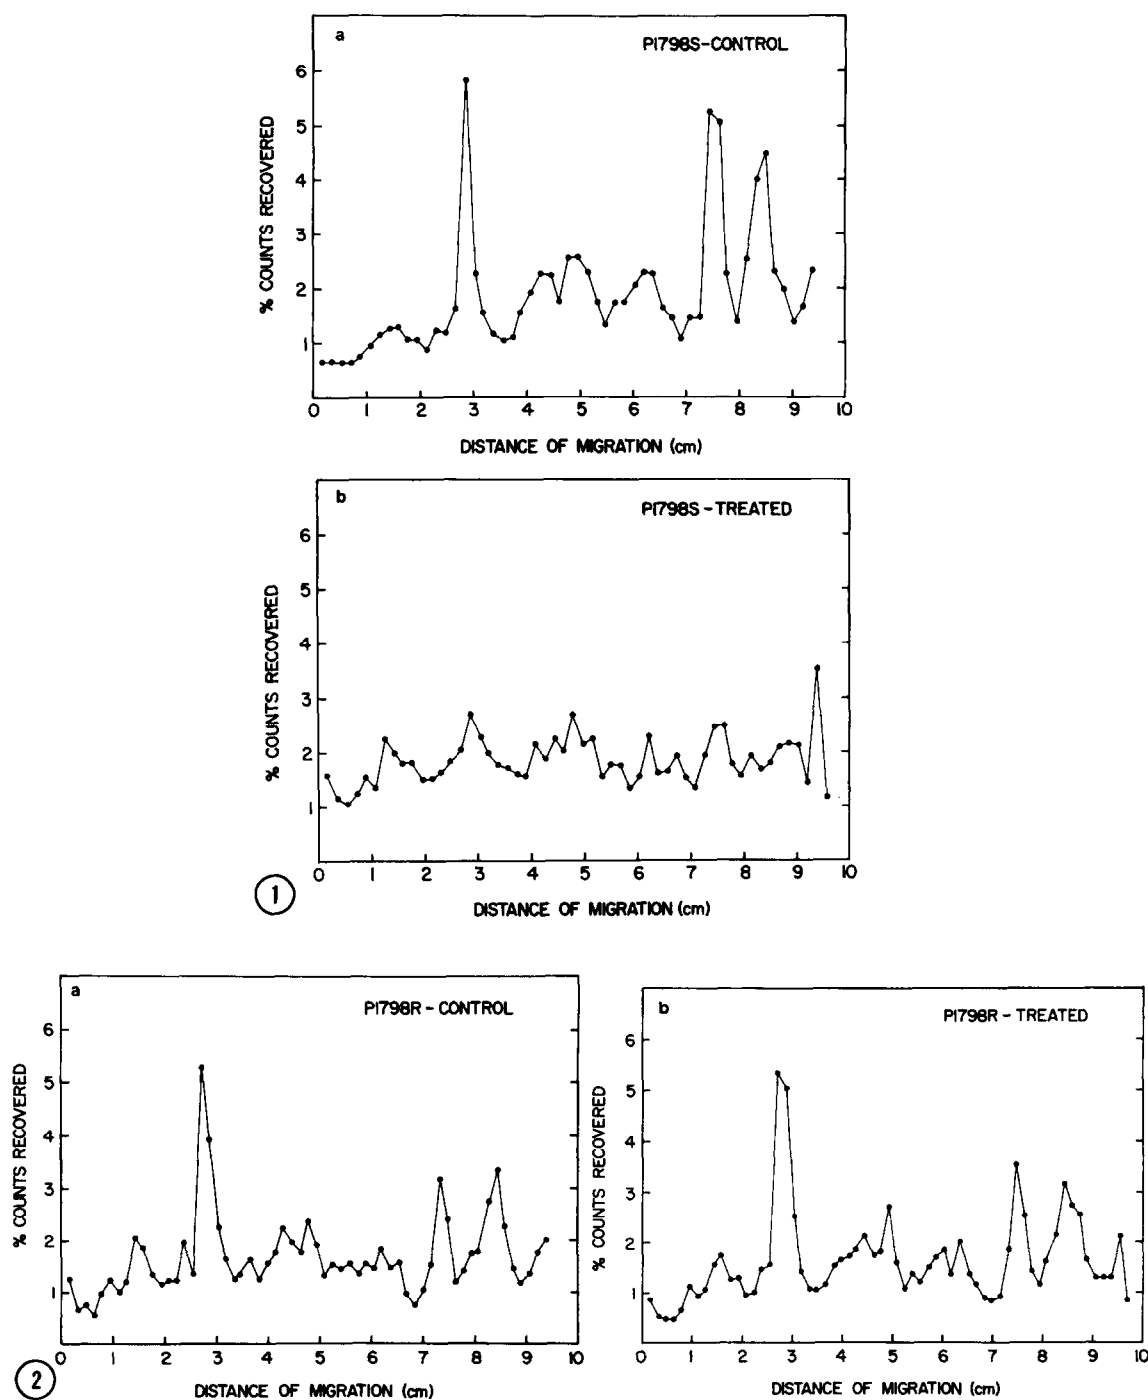 a
P1798S-CONTROL
% COUNTS RECOVERED
6
5
4
3
2
1
0 1 2 3 4 5 6 7 8 9 10
DISTANCE OF MIGRATION (cm)
b
P1798S-TREATED
% COUNTS RECOVERED
6
5
4
3
2
1
0 1 2 3 4 5 6 7 8 9 10
DISTANCE OF MIGRATION (cm)
1
a
P1798R-CONTROL
% COUNTS RECOVERED
6
5
4
3
2
1
0 1 2 3 4 5 6 7 8 9 10
DISTANCE OF MIGRATION (cm)
2
b
P1798R-TREATED
% COUNTS RECOVERED
6
5
4
3
2
1
0 1 2 3 4 5 6 7 8 9 10
DISTANCE OF MIGRATION (cm)